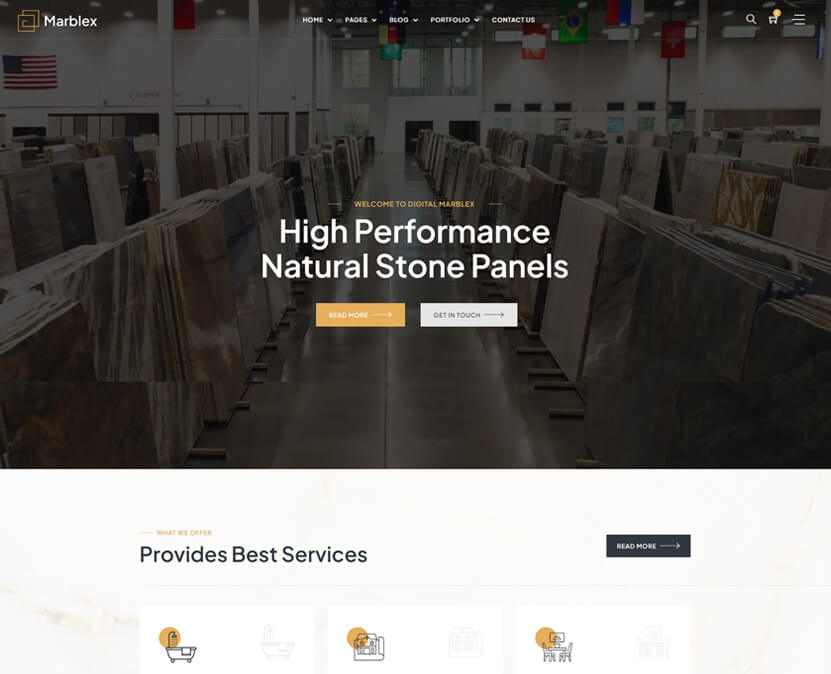 Marblex
HOME PAGES BLOG PORTFOLIO CONTACT US
WELCOME TO DIGITAL MARBLEX
High Performance
Natural Stone Panels
READ MORE
GET IN TOUCH
WHAT WE OFFER
Provides Best Services
READ MORE